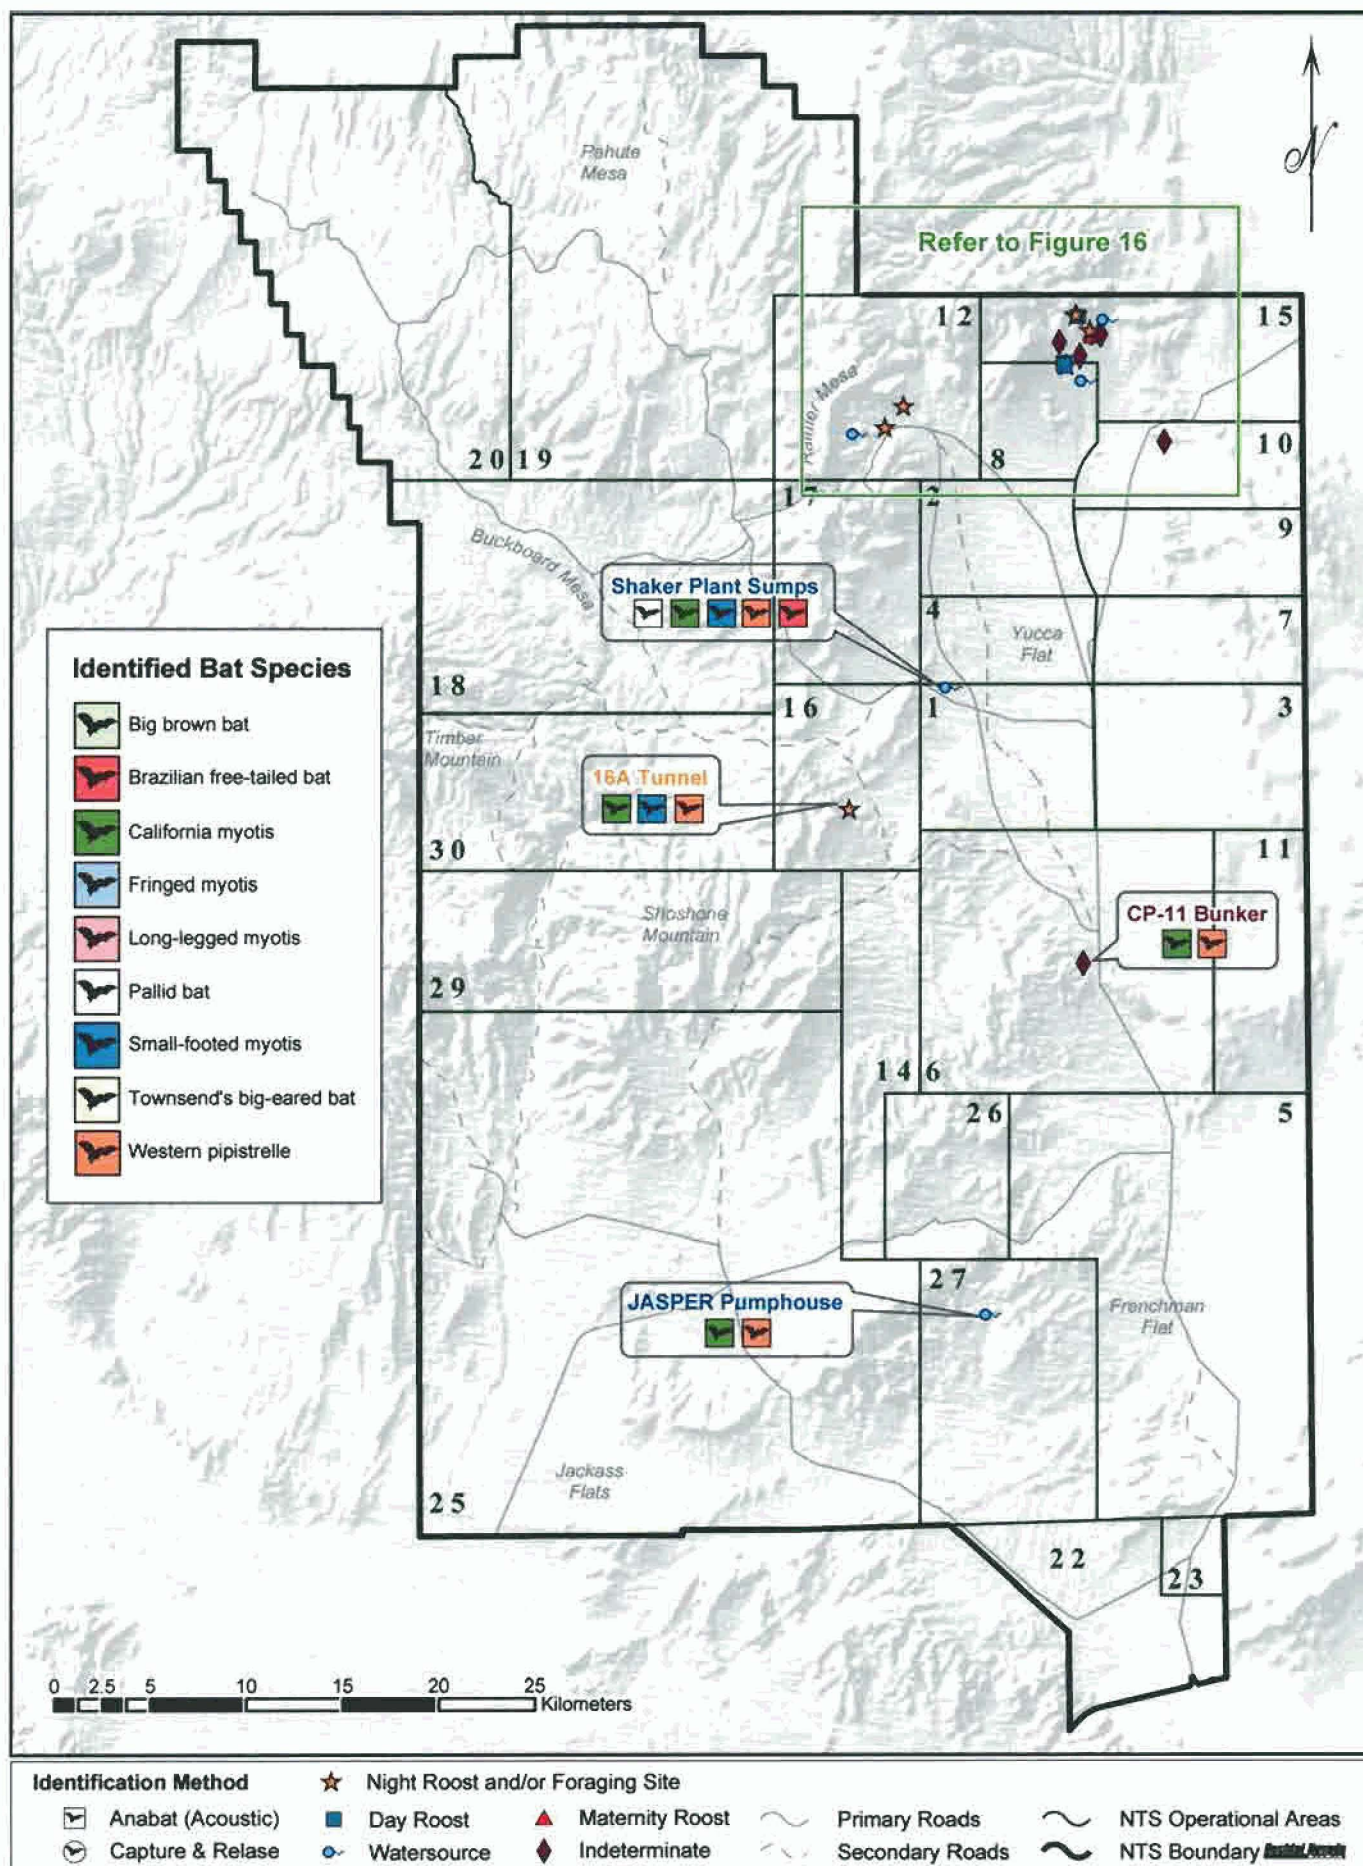 Pahute
Mesa
N
Refer to Figure 16
12
15
Rainier Mesa
10
20 19
8
17
2
9
Buckboard Mesa
Shaker Plant Sumps
4
7
Yucca
Flat
Identified Bat Species
Big brown bat
Brazilian free-tailed bat
California myotis
Fringed myotis
Long-legged myotis
Pallid bat
Small-footed myotis
Townsend's big-eared bat
Western pipistrelle
18
16
1
3
Timber
Mountain
16A Tunnel
30
11
Shoshone
Mountain
CP-11 Bunker
29
14 6
26
5
27
JASPER Pumphouse
Frenchman
Flat
Jackass
Flats
25
22
23
0 2.5 5 10 15 20 25
Kilometers
Identification Method
Night Roost and/or Foraging Site
Anabat (Acoustic)
Day Roost
Maternity Roost
Primary Roads
NTS Operational Areas
Capture & Relase
Watersource
Indeterminate
Secondary Roads
NTS Boundary